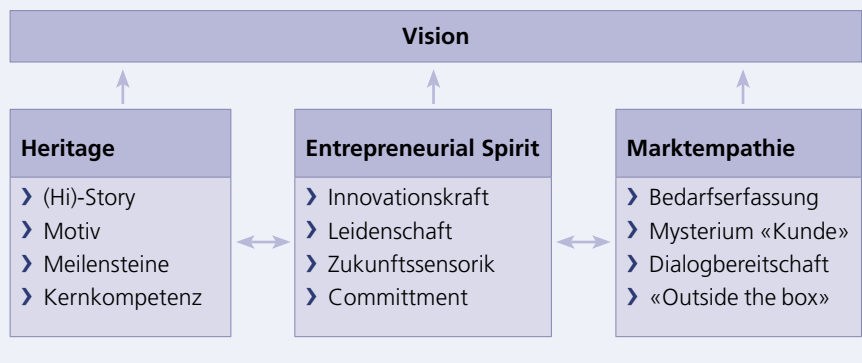 Vision
Heritage
(Hi)-Story
Motiv
Meilensteine
Kernkompetenz
Entrepreneurial Spirit
Innovationskraft
Leidenschaft
Zukunftssensorik
Committment
Marktempathie
Bedarfserfassung
Mysterium «Kunde»
Dialogbereitschaft
«Outside the box»